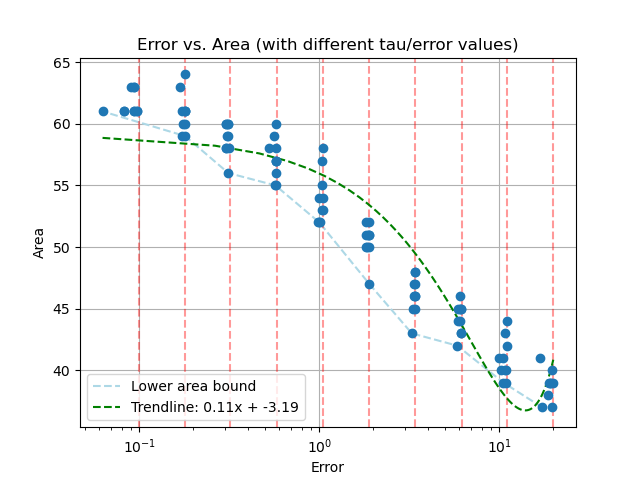 Error vs. Area (with different tau/error values)
65
60
55
50
45
40
Area
Lower area bound
Trendline: 0.11x + -3.19
10⁻¹
10⁰
10¹
Error